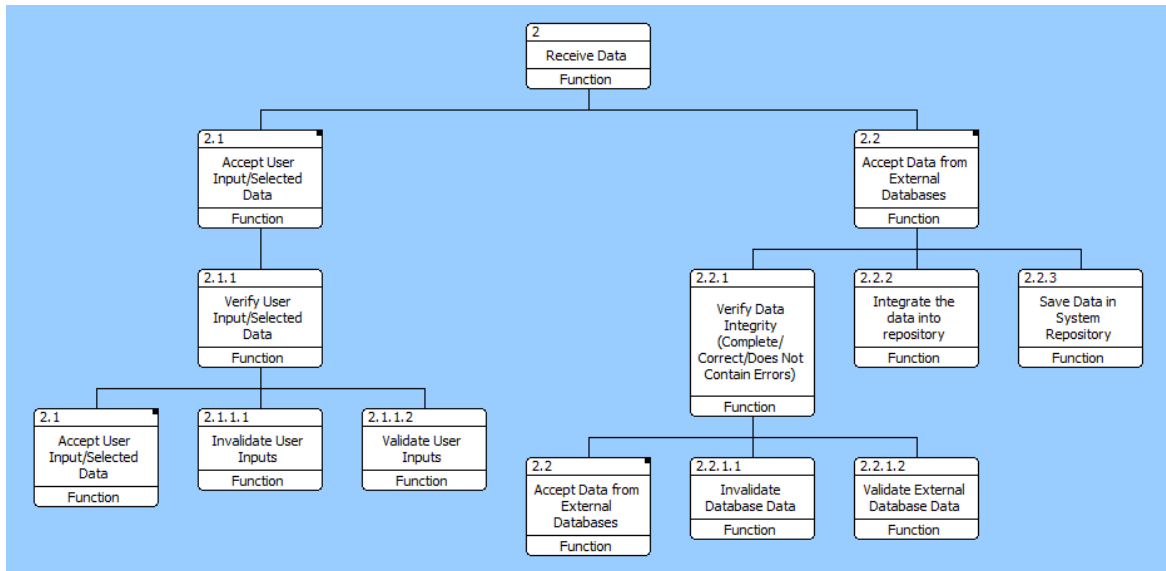 2
Receive Data
Function
2.1
Accept User
Input/Selected
Data
Function
2.2
Accept Data from
External
Databases
Function
2.1.1
Verify User
Input/Selected
Data
Function
2.2.1
Verify Data
Integrity
(Complete/
Correct/Does Not
Contain Errors)
Function
2.2.2
Integrate the
data into
repository
Function
2.2.3
Save Data in
System
Repository
Function
2.1
Accept User
Input/Selected
Data
Function
2.1.1.1
Invalidate User
Inputs
Function
2.1.1.2
Validate User
Inputs
Function
2.2
Accept Data from
External
Databases
Function
2.2.1.1
Invalidate
Database Data
Function
2.2.1.2
Validate External
Database Data
Function